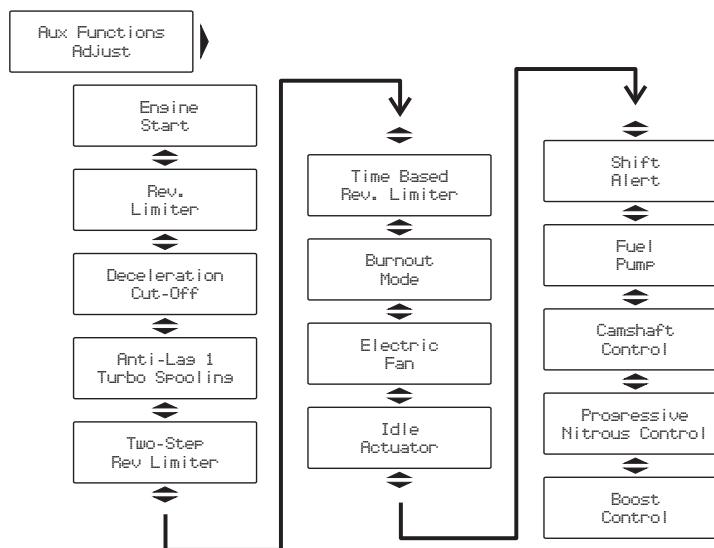 Aux Functions
Adjust
Engine
Start
Rev.
Limiter
Deceleration
Cut-Off
Anti-Lag 1
Turbo Spooling
Two-Step
Rev Limiter
Time Based
Rev. Limiter
Burnout
Mode
Electric
Fan
Idle
Actuator
Shift
Alert
Fuel
Pump
Camshaft
Control
Progressive
Nitrous Control
Boost
Control